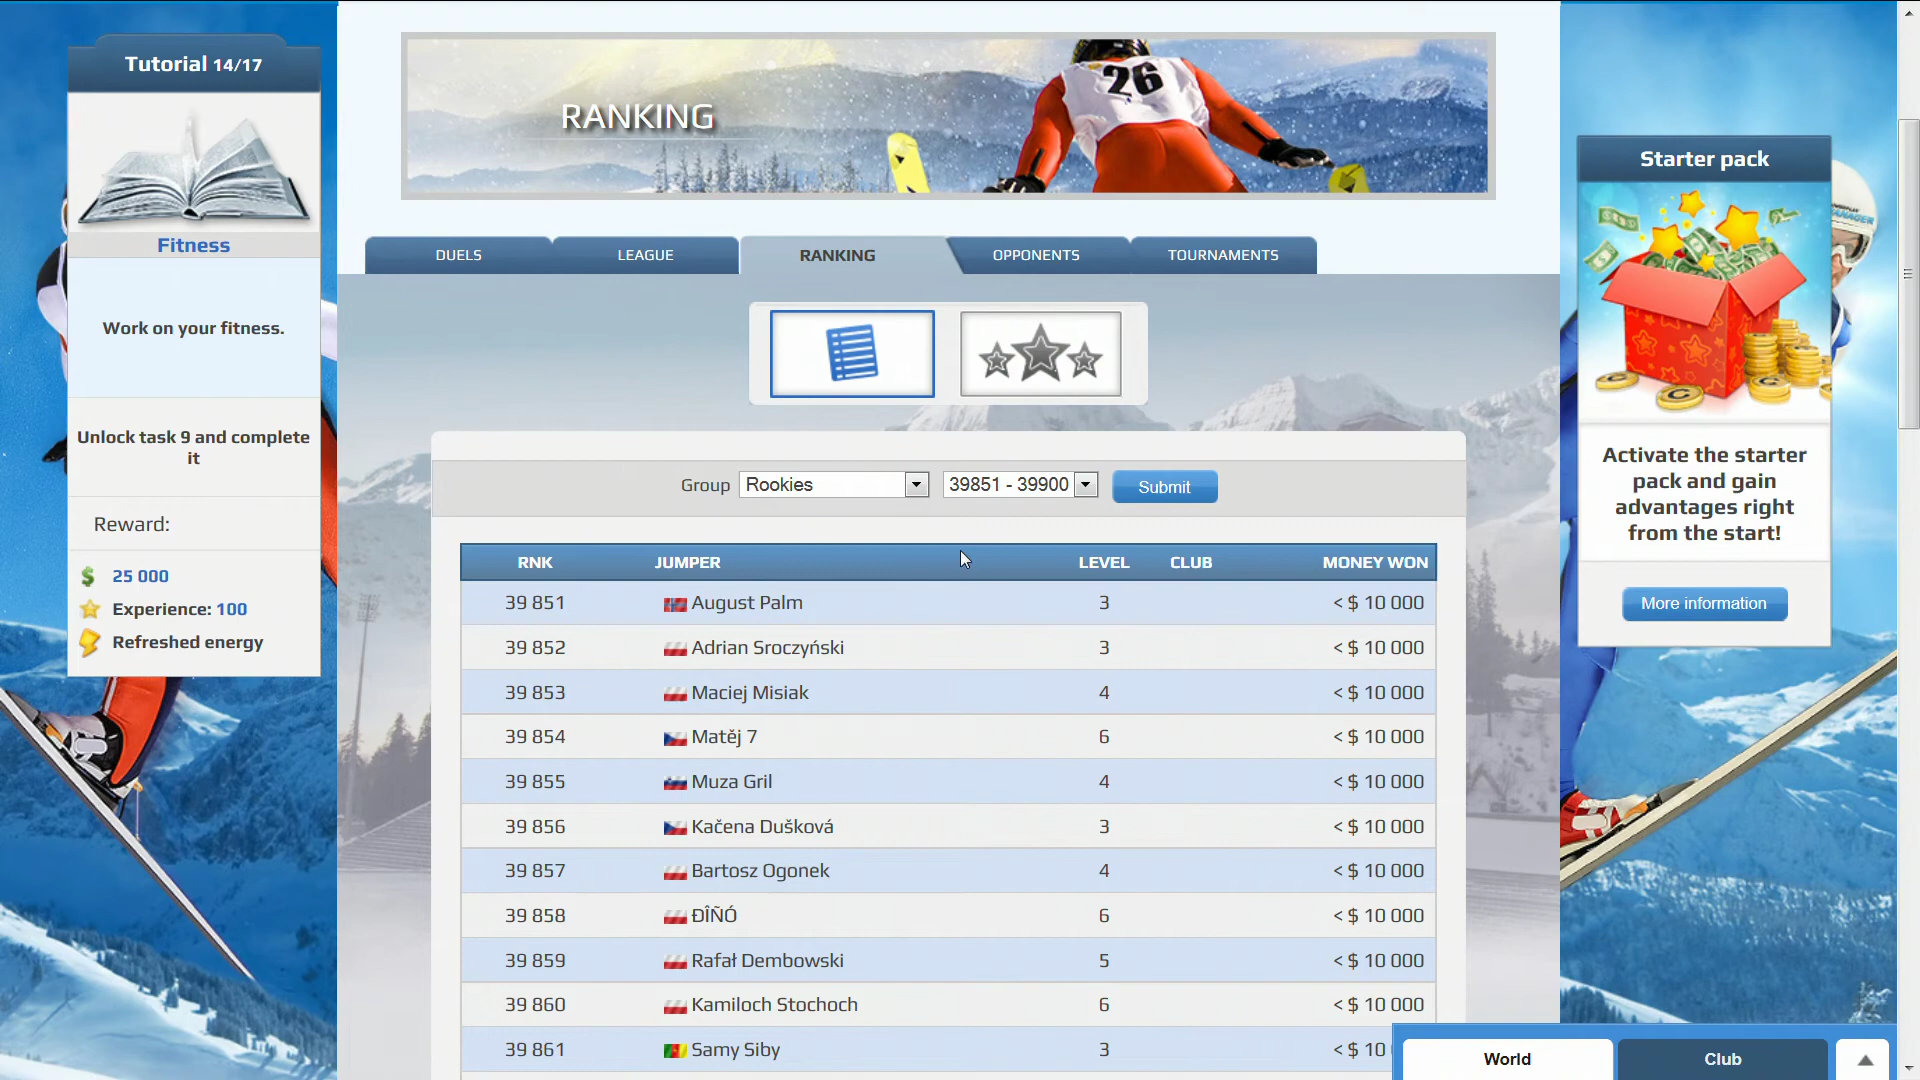 Tutorial 14/17
Fitness
Work on your fitness.
Unlock task 9 and complete
it
Reward:
25 000
Experience: 100
Refreshed energy
RANKING
26
DUELS LEAGUE RANKING OPPONENTS TOURNAMENTS
Group Rookies 39851 - 39900 Submit
RNK JUMPER LEVEL CLUB MONEY WON
39 851 August Palm 3 < $ 10 000
39 852 Adrian Sroczyński 3 < $ 10 000
39 853 Maciej Misiak 4 < $ 10 000
39 854 Matěj 7 6 < $ 10 000
39 855 Muza Gril 4 < $ 10 000
39 856 Kačena Dušková 3 < $ 10 000
39 857 Bartosz Ogonek 4 < $ 10 000
39 858 ĐÎÑÓ 6 < $ 10 000
39 859 Rafał Dembowski 5 < $ 10 000
39 860 Kamiloch Stochoch 6 < $ 10 000
39 861 Samy Siby 3 < $ 10
Starter pack
MANAGER
Activate the starter
pack and gain
advantages right
from the start!
More information
World Club